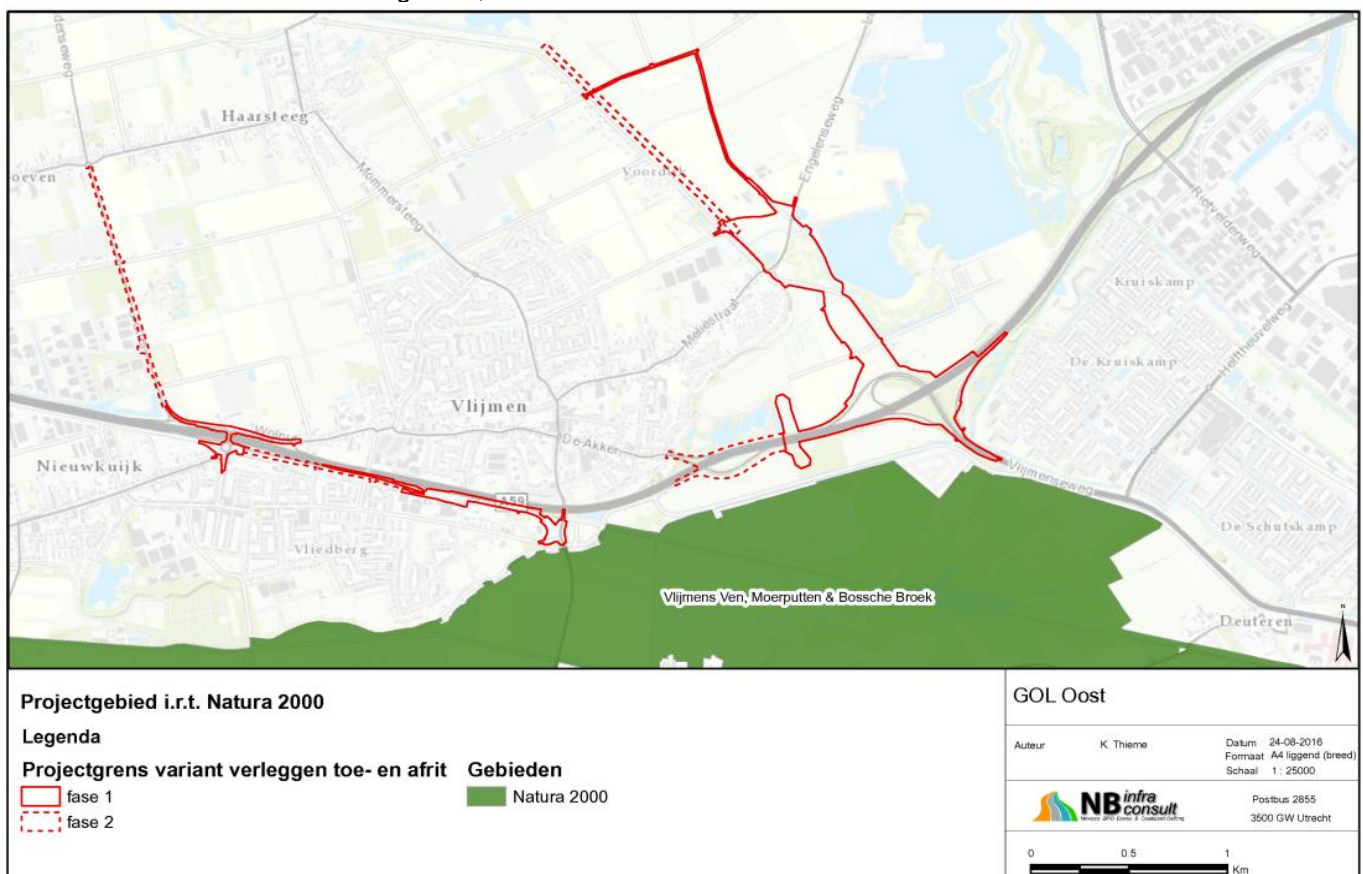 Haarsteeg
Voordijk
Engelenseweg
Mommersteeg
Rietvelderweg
Kruiskamp
De Kruiskamp
Helftheuvelweg
Meliestraat
Vlijmen
De Akker
Nieuwkuijk
A59
Vlijmenseweg
Vliedberg
De Schutskamp
Vlijmens Ven, Moerputten & Bossche Broek
Deuteren
N
Projectgebied i.r.t. Natura 2000
Legenda
Projectgrens variant verleggen toe- en afrit
fase 1
fase 2
Gebieden
Natura 2000
GOL Oost
Auteur K. Thieme
Datum 24-08-2016
Formaat A4 liggend (breed)
Schaal 1 : 25000
NB infra consult
Postbus 2855
3500 GW Utrecht
0 0.5 1
Km